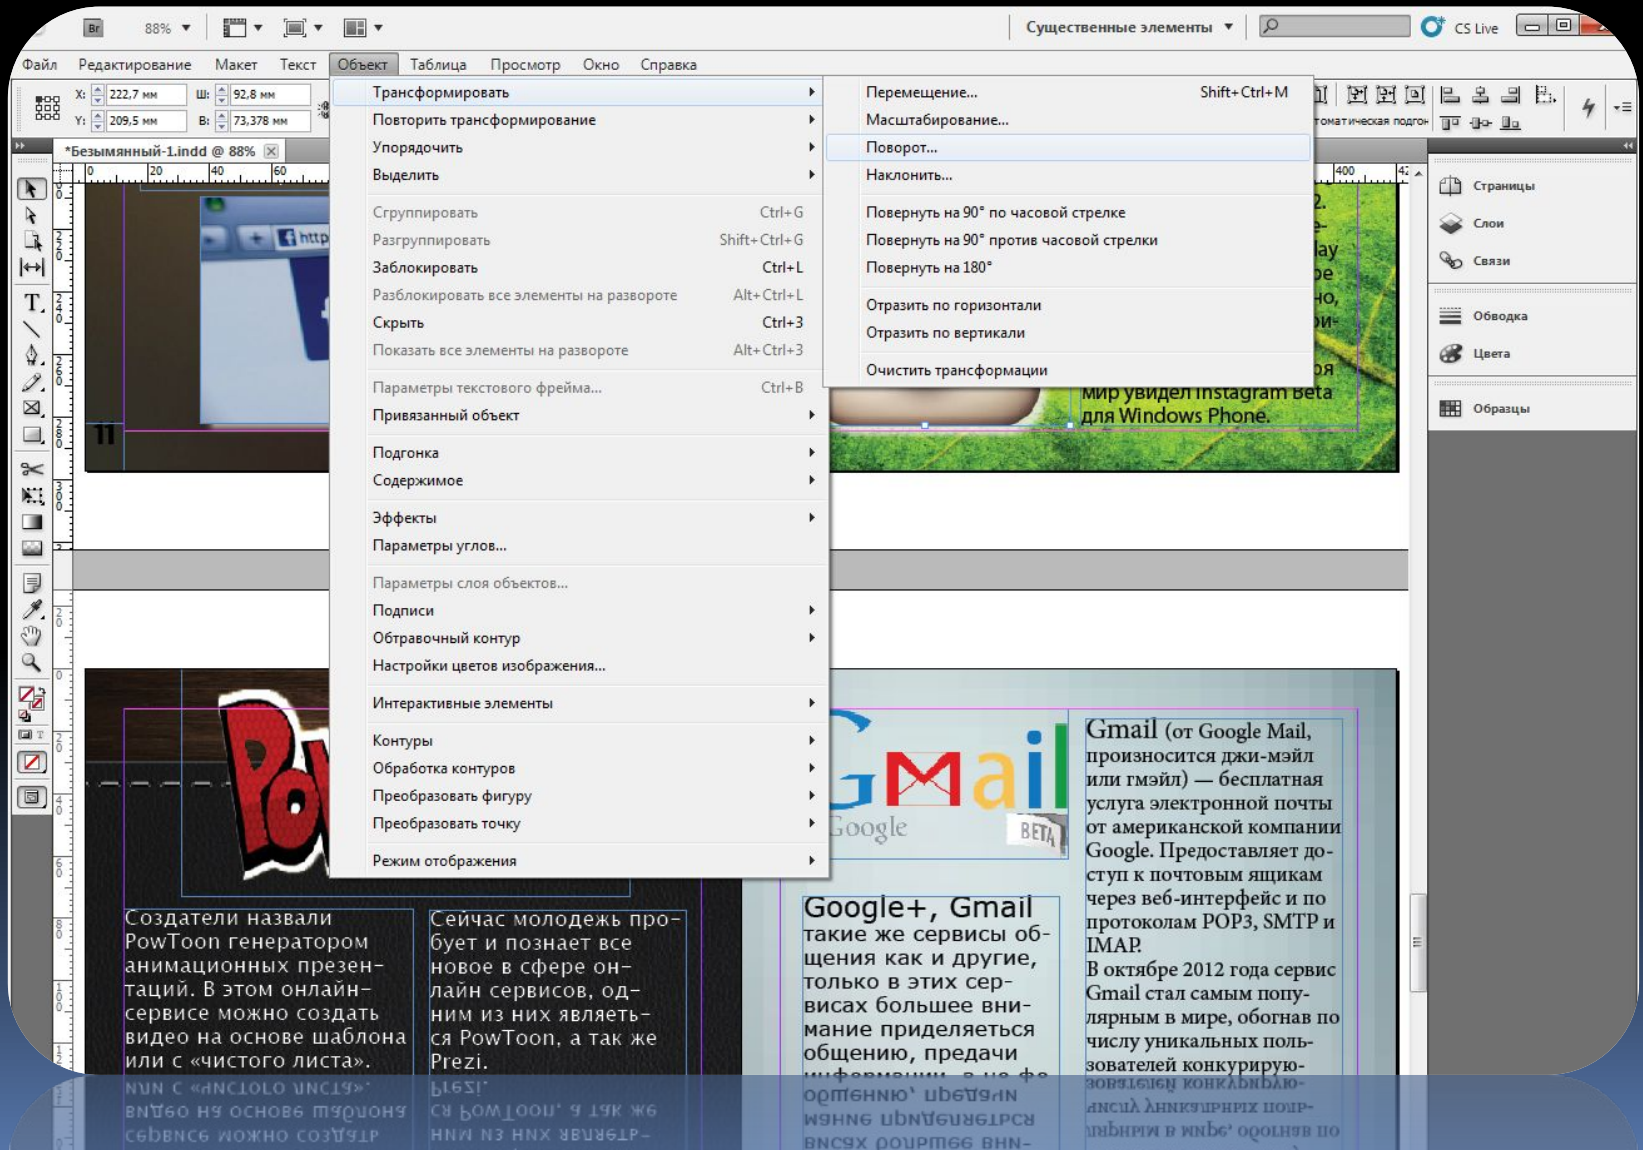 Br
88%
Существенные элементы
CS Live
Файл
Редактирование
Макет
Текст
Объект
Таблица
Просмотр
Окно
Справка
X: 222,7 мм
Ш: 92,8 мм
Y: 209,5 мм
В: 73,378 мм
*Безымянный-1.indd @ 88%
0 20 40 60
400
Трансформировать
Повторить трансформирование
Упорядочить
Выделить
Сгруппировать Ctrl+G
Разгруппировать Shift+Ctrl+G
Заблокировать Ctrl+L
Разблокировать все элементы на развороте Alt+Ctrl+L
Скрыть Ctrl+3
Показать все элементы на развороте Alt+Ctrl+3
Параметры текстового фрейма... Ctrl+B
Привязанный объект
Подгонка
Содержимое
Эффекты
Параметры углов...
Параметры слоя объектов...
Подписи
Обтравочный контур
Настройки цветов изображения...
Интерактивные элементы
Контуры
Обработка контуров
Преобразовать фигуру
Преобразовать точку
Режим отображения
Перемещение... Shift+Ctrl+M
Масштабирование...
Поворот...
Наклонить...
Повернуть на 90° по часовой стрелке
Повернуть на 90° против часовой стрелки
Повернуть на 180°
Отразить по горизонтали
Отразить по вертикали
Очистить трансформации
Страницы
Слои
Связи
Обводка
Цвета
Образцы
http
11
мир увидел Instagram Beta
для Windows Phone.
Создатели назвали
PowToon генератором
анимационных презен-
таций. В этом онлайн-
сервисе можно создать
видео на основе шаблона
или с «чистого листа».
Сейчас молодежь про-
бует и познает все
новое в сфере он-
лайн сервисов, од-
ним из них являеть-
ся PowToon, а так же
Prezi.
GMail
Google
BETA
Google+, Gmail
такие же сервисы об-
щения как и другие,
только в этих сер-
висах большее вни-
мание приделяеться
общению, предачи
Gmail (от Google Mail,
произносится джи-мэйл
или гмэйл) — бесплатная
услуга электронной почты
от американской компании
Google. Предоставляет до-
ступ к почтовым ящикам
через веб-интерфейс и по
протоколам POP3, SMTP и
IMAP.
В октябре 2012 года сервис
Gmail стал самым попу-
лярным в мире, обогнав по
числу уникальных поль-
зователей конкурирую-